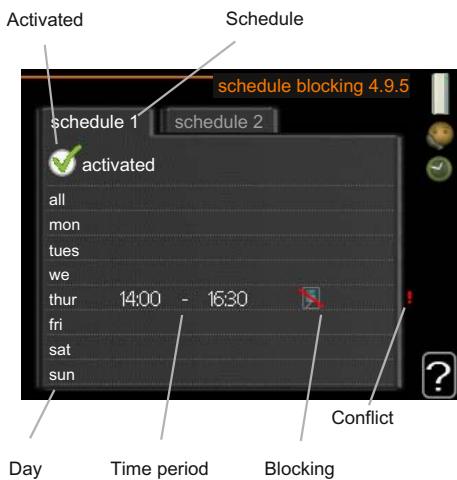 Activated
Schedule
schedule blocking 4.9.5
schedule 1
schedule 2
activated
all
mon
tues
we
thur 14:00 - 16:30 !
fri
sat
sun
?
Conflict
Day
Time period
Blocking